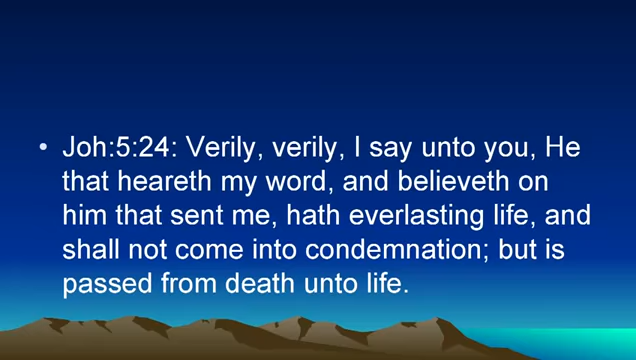 • Joh:5:24: Verily, verily, I say unto you, He
that heareth my word, and believeth on
him that sent me, hath everlasting life, and
shall not come into condemnation; but is
passed from death unto life.